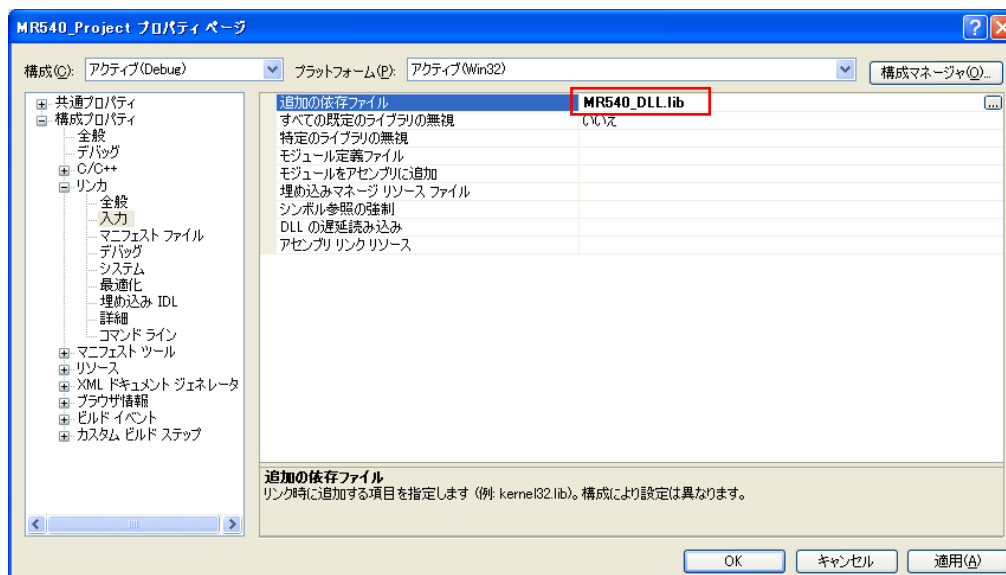 MR540_Project プロパティ ページ
構成(C): アクティブ(Debug) プラットフォーム(P): アクティブ(Win32) 構成マネージャ(O)...
共通プロパティ
構成プロパティ
全般
デバッグ
C/C++
リンカ
全般
入力
マニフェスト ファイル
デバッグ
システム
最適化
埋め込み IDL
詳細
コマンド ライン
マニフェスト ツール
リソース
XML ドキュメント ジェネレータ
ブラウザ情報
ビルド イベント
カスタム ビルド ステップ
追加の依存ファイル MR540_DLL.lib ...
すべての既定のライブラリの無視 いいえ
特定のライブラリの無視
モジュール定義ファイル
モジュールをアセンブリに追加
埋め込みマネージ リソース ファイル
シンボル参照の強制
DLL の遅延読み込み
アセンブリ リンク リソース
追加の依存ファイル
リンク時に追加する項目を指定します (例: kernel32.lib)。構成により設定は異なります。
OK キャンセル 適用(A)